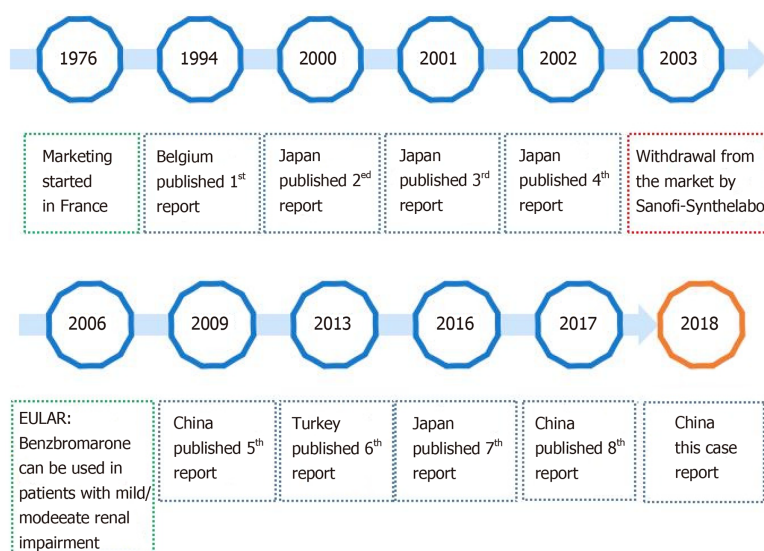 1976
1994
2000
2001
2002
2003
Marketing
started
in France
Belgium
published 1st
report
Japan
published 2ed
report
Japan
published 3rd
report
Japan
published 4th
report
Withdrawal from
the market by
Sanofi-Synthelabo
2006
2009
2013
2016
2017
2018
EULAR:
Benzbromarone
can be used in
patients with mild/
modeeate renal
impairment
China
published 5th
report
Turkey
published 6th
report
Japan
published 7th
report
China
published 8th
report
China
this case
report